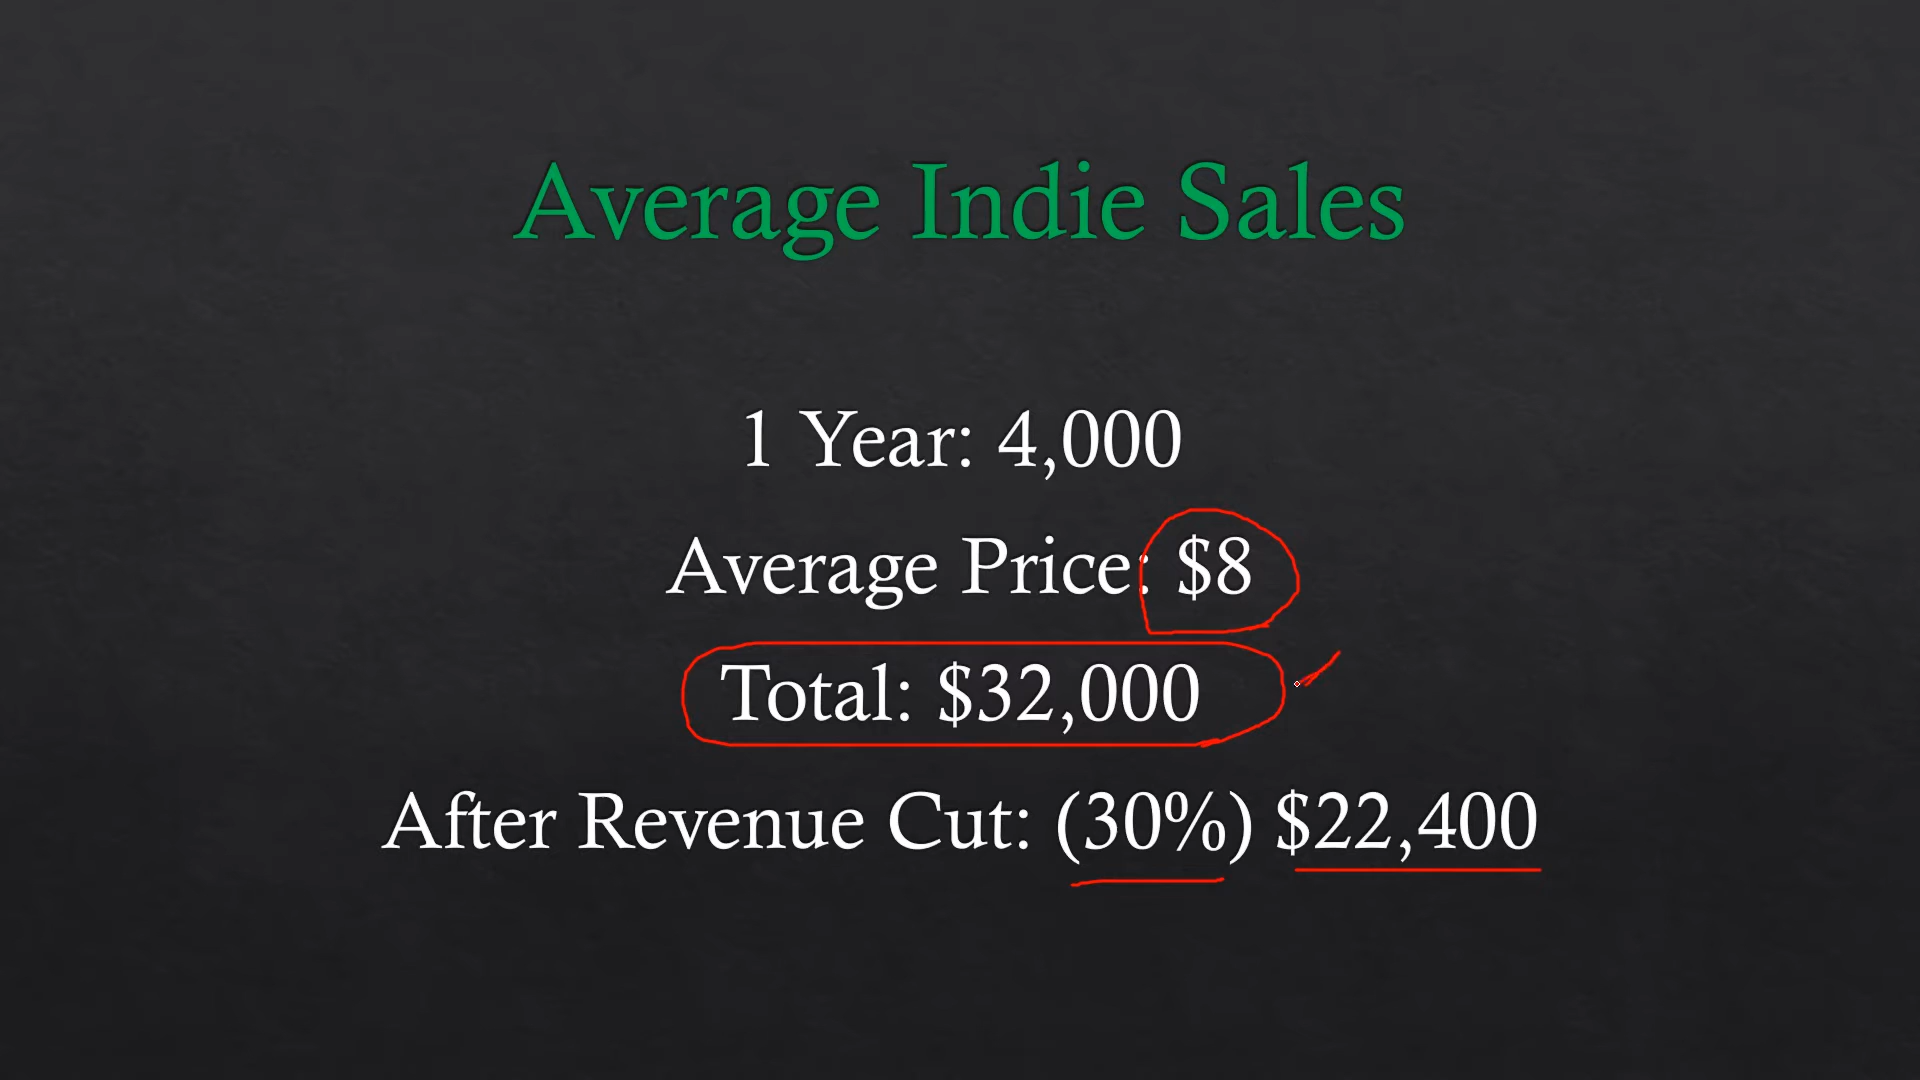 Average Indie Sales
1 Year: 4,000
Average Price: $8
Total: $32,000
After Revenue Cut: (30%) $22,400